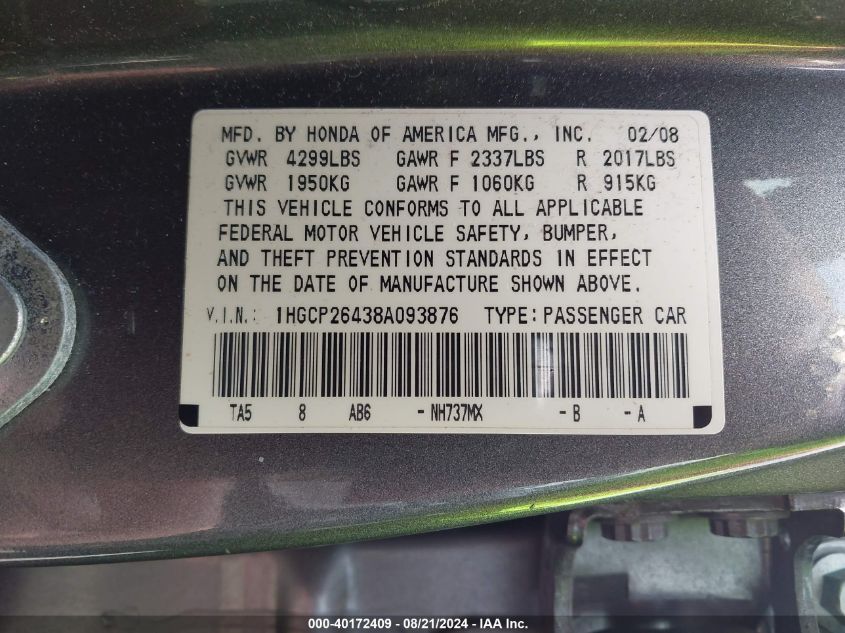 MFD. BY HONDA OF AMERICA MFG., INC. 02/08
GVWR 4299LBS GAWR F 2337LBS R 2017LBS
GVWR 1950KG GAWR F 1060KG R 915KG
THIS VEHICLE CONFORMS TO ALL APPLICABLE
FEDERAL MOTOR VEHICLE SAFETY, BUMPER,
AND THEFT PREVENTION STANDARDS IN EFFECT
ON THE DATE OF MANUFACTURE SHOWN ABOVE.
V.I.N.: 1HGCP26438A093876 TYPE: PASSENGER CAR
TA5 8 AB6 -NH737MX -B -A
000-40172409 - 08/21/2024 - IAA Inc.